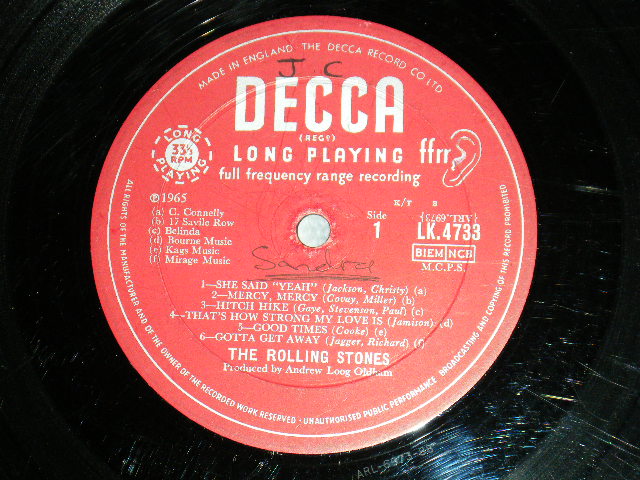 MADE IN ENGLAND THE DECCA RECORD CO LTD
J C
DECCA
(REGD)
LONG PLAYING
full frequency range recording
ffrr
LONG 33⅓ RPM PLAYING
℗1965
(a) C. Connelly
(b) 17 Savile Row
(c) Belinda
(d) Bourne Music
(e) Kags Music
(f) Mirage Music
K/T B
Side
1
(ARL.6973)
LK.4733
BIEM NCB
M.C.P.S.
Sandra
1—SHE SAID "YEAH" (Jackson, Christy) (a)
2—MERCY, MERCY (Covay, Miller) (b)
3—HITCH HIKE (Gaye, Stevenson, Paul) (c)
4—THAT'S HOW STRONG MY LOVE IS (Jamison) (d)
5—GOOD TIMES (Cooke) (e)
6—GOTTA GET AWAY (Jagger, Richard) (f)
THE ROLLING STONES
Produced by Andrew Loog Oldham
ALL RIGHTS OF THE MANUFACTURER AND OF THE OWNER OF THE RECORDED WORK RESERVED · UNAUTHORISED PUBLIC PERFORMANCE BROADCASTING AND COPYING OF THIS RECORD PROHIBITED